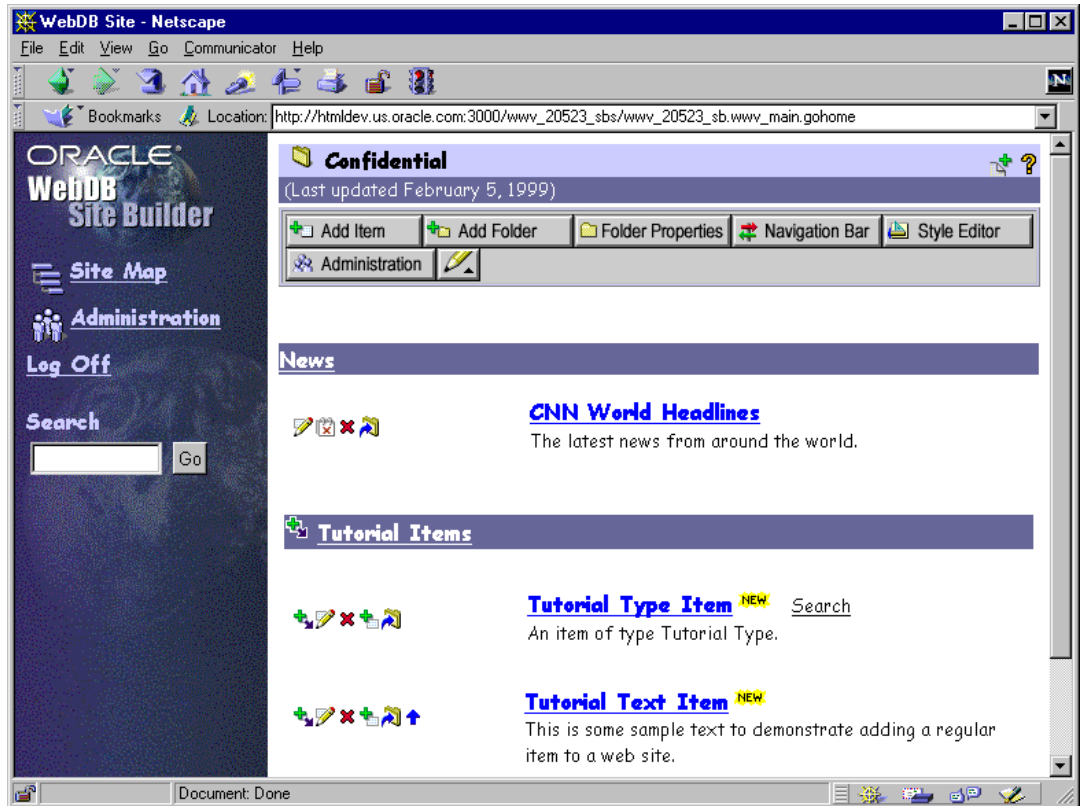 WebDB Site - Netscape
File Edit View Go Communicator Help
N
Bookmarks Location: http://htmldev.us.oracle.com:3000/wwv_20523_sbs/wwv_20523_sb.wwv_main.gohome
ORACLE
WebDB
Site Builder
Site Map
Administration
Log Off
Search
Go
Confidential ?
(Last updated February 5, 1999)
Add Item Add Folder Folder Properties Navigation Bar Style Editor
Administration
News
CNN World Headlines
The latest news from around the world.
Tutorial Items
Tutorial Type Item NEW Search
An item of type Tutorial Type.
Tutorial Text Item NEW
This is some sample text to demonstrate adding a regular
item to a web site.
Document: Done